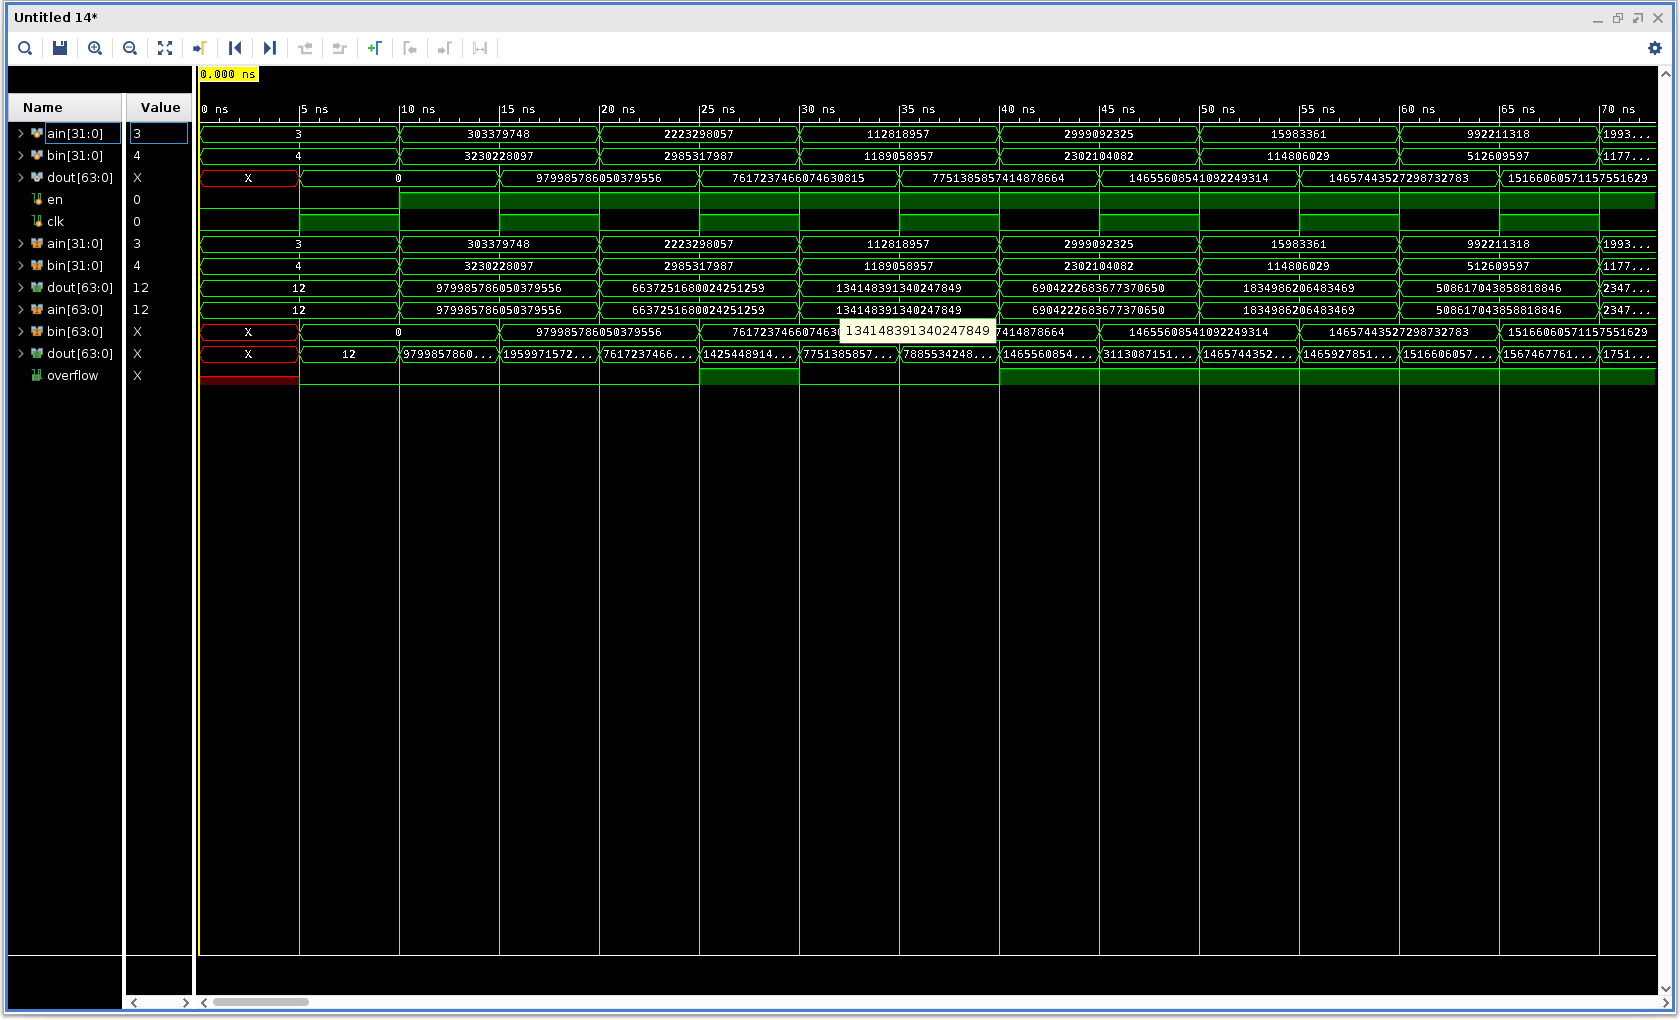 Untitled 14*
0.000 ns
Name Value
0 ns 5 ns 10 ns 15 ns 20 ns 25 ns 30 ns 35 ns 40 ns 45 ns 50 ns 55 ns 60 ns 65 ns 70 ns
ain[31:0] 3 3 303379748 2223298057 112818957 2999092325 15983361 992211318 1993...
bin[31:0] 4 4 3230228097 2985317987 1189058957 2302104082 114806029 512609597 1177...
dout[63:0] X X 0 979985786050379556 7617237466074630815 7751385857414878664 14655608541092249314 14657443527298732783 15166060571157551629
en 0
clk 0
ain[31:0] 3 3 303379748 2223298057 112818957 2999092325 15983361 992211318 1993...
bin[31:0] 4 4 3230228097 2985317987 1189058957 2302104082 114806029 512609597 1177...
dout[63:0] 12 12 979985786050379556 6637251680024251259 134148391340247849 6904222683677370650 1834986206483469 508617043858818846 2347...
ain[63:0] 12 12 979985786050379556 6637251680024251259 134148391340247849 6904222683677370650 1834986206483469 508617043858818846 2347...
bin[63:0] X X 0 979985786050379556 7617237466074630 134148391340247849 7414878664 14655608541092249314 14657443527298732783 15166060571157551629
dout[63:0] X X 12 9799857860... 1959971572... 7617237466... 1425448914... 7751385857... 7885534248... 1465560854... 3113087151... 1465744352... 1465927851... 1516606057... 1567467761... 1751...
overflow X